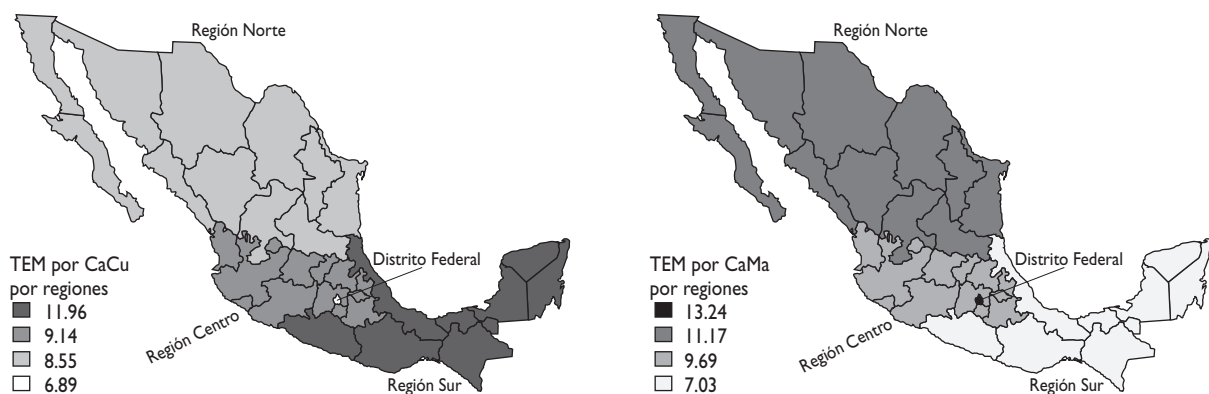 Región Norte
Distrito Federal
TEM por CaCu
por regiones
11.96
9.14
8.55
6.89
Región Centro
Región Sur
Región Norte
Distrito Federal
TEM por CaMa
por regiones
13.24
11.17
9.69
7.03
Región Centro
Región Sur